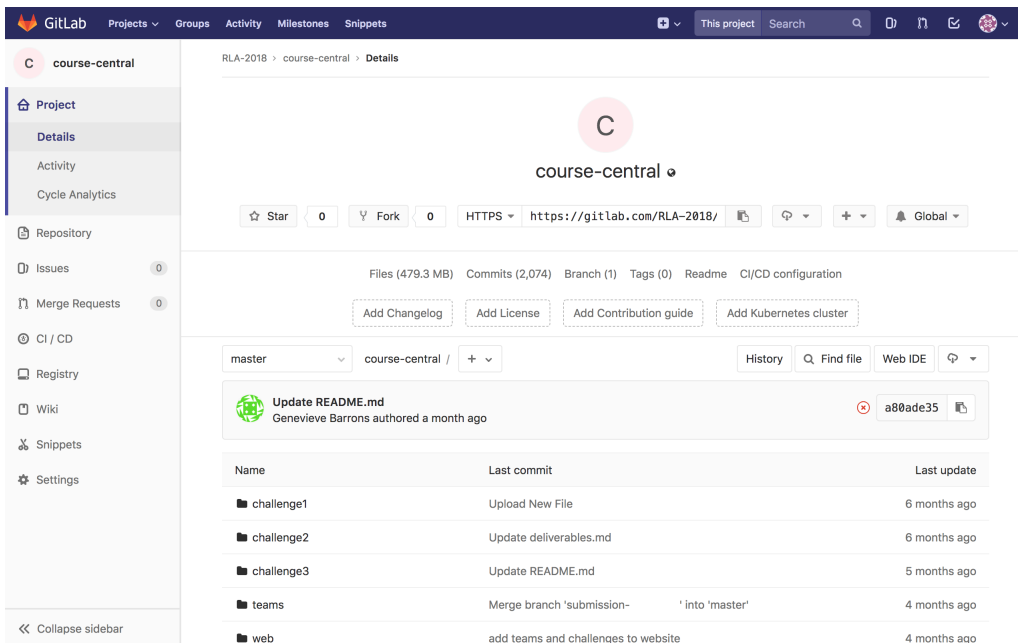 GitLab Projects Groups Activity Milestones Snippets This project Search
C course-central
Project
Details
Activity
Cycle Analytics
Repository
Issues 0
Merge Requests 0
CI / CD
Registry
Wiki
Snippets
Settings
Collapse sidebar
RLA-2018 › course-central › Details
C
course-central
Star 0 Fork 0 HTTPS https://gitlab.com/RLA-2018/ + Global
Files (479.3 MB) Commits (2,074) Branch (1) Tags (0) Readme CI/CD configuration
Add Changelog Add License Add Contribution guide Add Kubernetes cluster
master course-central / + History Find file Web IDE
Update README.md
Genevieve Barrons authored a month ago a80ade35
Name Last commit Last update
challenge1 Upload New File 6 months ago
challenge2 Update deliverables.md 6 months ago
challenge3 Update README.md 5 months ago
teams Merge branch 'submission- ' into 'master' 4 months ago
web add teams and challenges to website 4 months ago